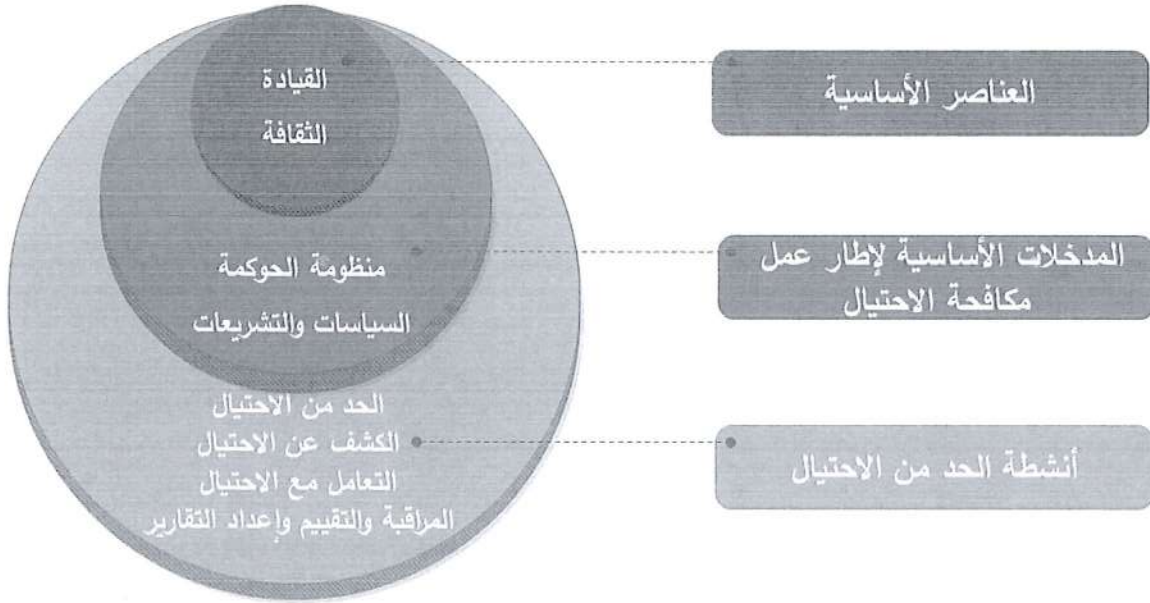 القيادة
الثقافة
العناصر الأساسية
منظومة الحوكمة
السياسات والتشريعات
المدخلات الأساسية لإطار عمل
مكافحة الاحتيال
الحد من الاحتيال
الكشف عن الاحتيال
التعامل مع الاحتيال
المراقبة والتقييم وإعداد التقارير
أنشطة الحد من الاحتيال